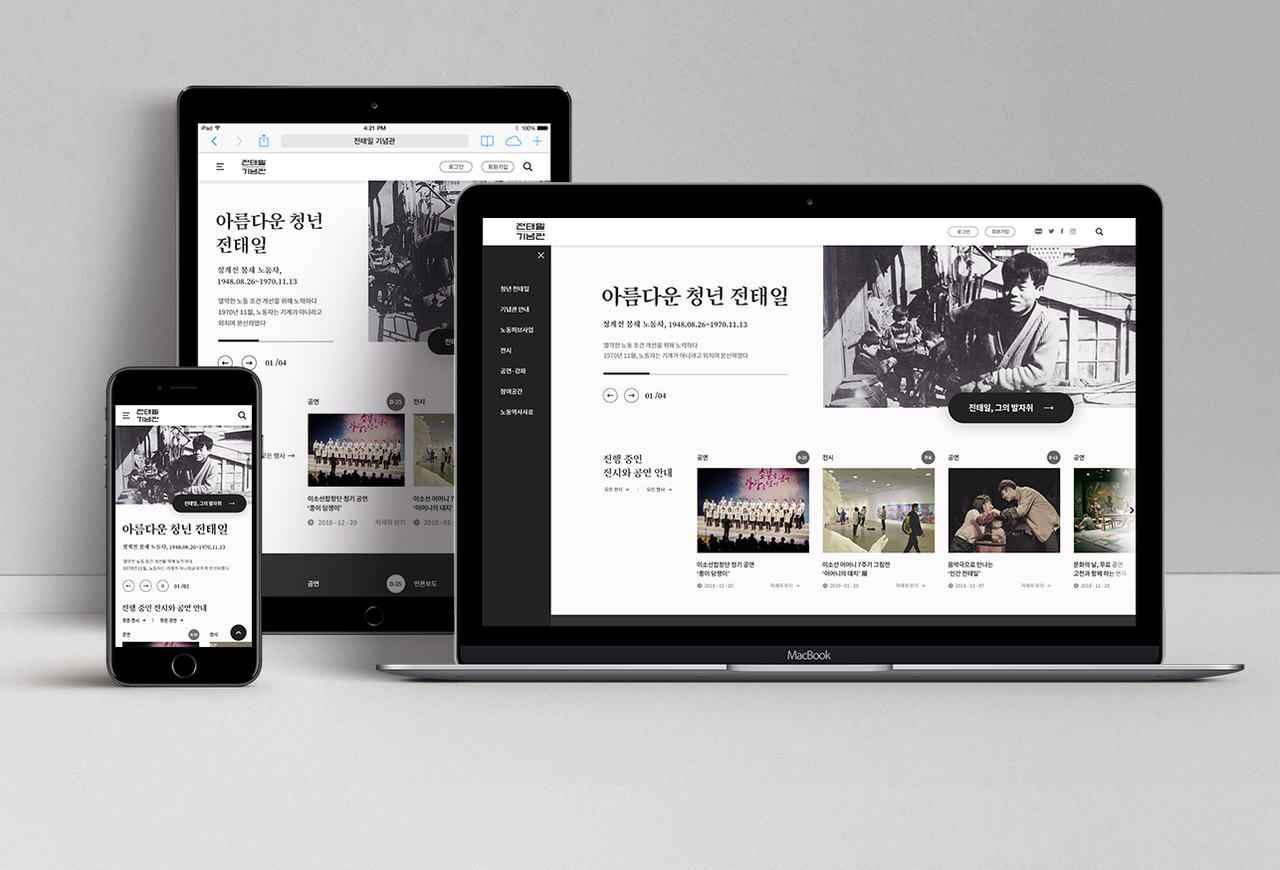 iPad
4:21 PM
100%
전태일 기념관
전태일
기념관
로그인
회원가입
아름다운 청년
전태일
청계천 봉제 노동자,
1948.08.26~1970.11.13
열악한 노동 조건 개선을 위해 노력하다
1970년 11월, 노동자는 기계가 아니라고
외치며 분신하였다
01 /04
전태
모든 행사 →
공연
D-25
전시
이소선합창단 정기 공연
‘종이 담쟁이’
2018 - 12 - 20
자세히 보기
이소선 어머니 7
‘어머니의 대지’
2018 - 01
공연
D-25
언론보도
전태일
기념관
전태일, 그의 발자취 →
아름다운 청년 전태일
청계천 봉제 노동자, 1948.08.26~1970.11.13
열악한 노동 조건 개선을 위해 노력하다
1970년 11월, 노동자는 기계가 아니라고 외치며 분신하였다
01 /02
진행 중인 전시와 공연 안내
모든 전시 →
모든 공연 →
공연
D-25
전시
전태일
기념관
로그인
회원가입
청년 전태일
기념관 안내
노동허브사업
전시
공연·강좌
참여공간
노동역사사료
아름다운 청년 전태일
청계천 봉제 노동자, 1948.08.26~1970.11.13
열악한 노동 조건 개선을 위해 노력하다
1970년 11월, 노동자는 기계가 아니라고 외치며 분신하였다
01 /04
전태일, 그의 발자취 →
진행 중인
전시와 공연 안내
모든 전시 →
모든 행사 →
공연
D-25
이소선합창단 정기 공연
‘종이 담쟁이’
2018 - 12 - 20
자세히 보기 →
전시
무료
이소선 어머니 7주기 그림전
‘어머니의 대지’ 展
2019 - 01 - 25
자세히 보기 →
공연
D-12
음악극으로 만나는
‘인간 전태일’
2018 - 12 - 07
자세히 보기 →
공연
문화의 날, 무료 공연
고전과 함께 하는 연극
2018 - 11 - 28
MacBook